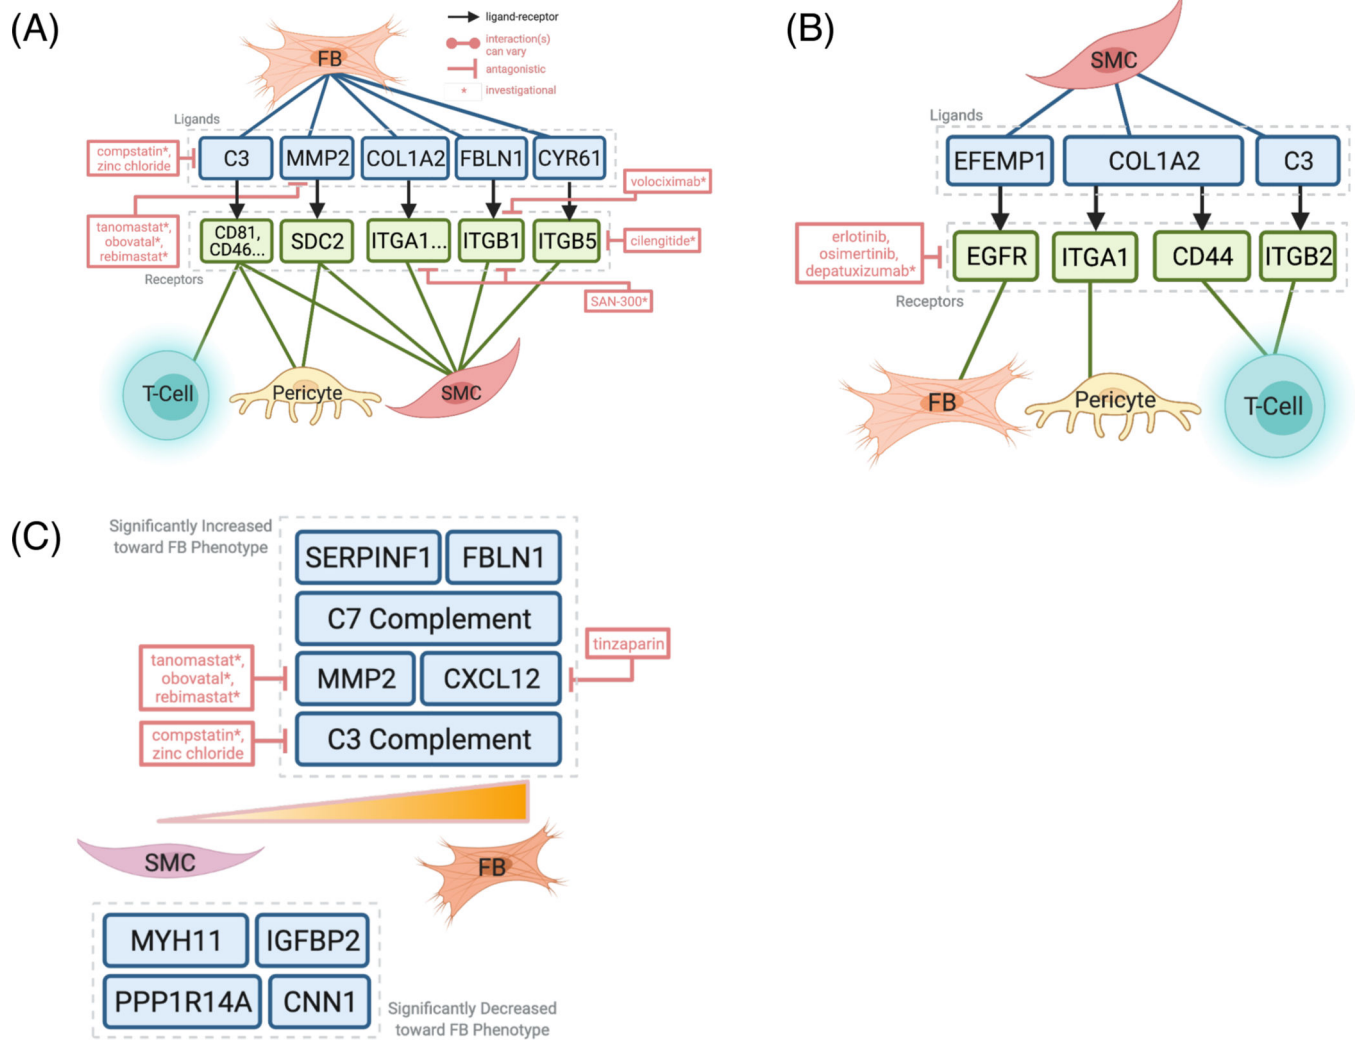 (A)
FB
ligand-receptor
interaction(s)
can vary
antagonistic
* investigational
Ligands
compstatin*,
zinc chloride
C3
MMP2
COL1A2
FBLN1
CYR61
volociximab*
tanomastat*,
obovatal*,
rebimastat*
CD81,
CD46...
SDC2
ITGA1...
ITGB1
ITGB5
cilengitide*
Receptors
SAN-300*
T-Cell
Pericyte
SMC
(B)
SMC
Ligands
EFEMP1
COL1A2
C3
erlotinib,
osimertinib,
depatuxizumab*
EGFR
ITGA1
CD44
ITGB2
Receptors
FB
Pericyte
T-Cell
(C)
Significantly Increased
toward FB Phenotype
SERPINF1
FBLN1
C7 Complement
tinzaparin
tanomastat*,
obovatal*,
rebimastat*
MMP2
CXCL12
compstatin*,
zinc chloride
C3 Complement
SMC
FB
MYH11
IGFBP2
PPP1R14A
CNN1
Significantly Decreased
toward FB Phenotype